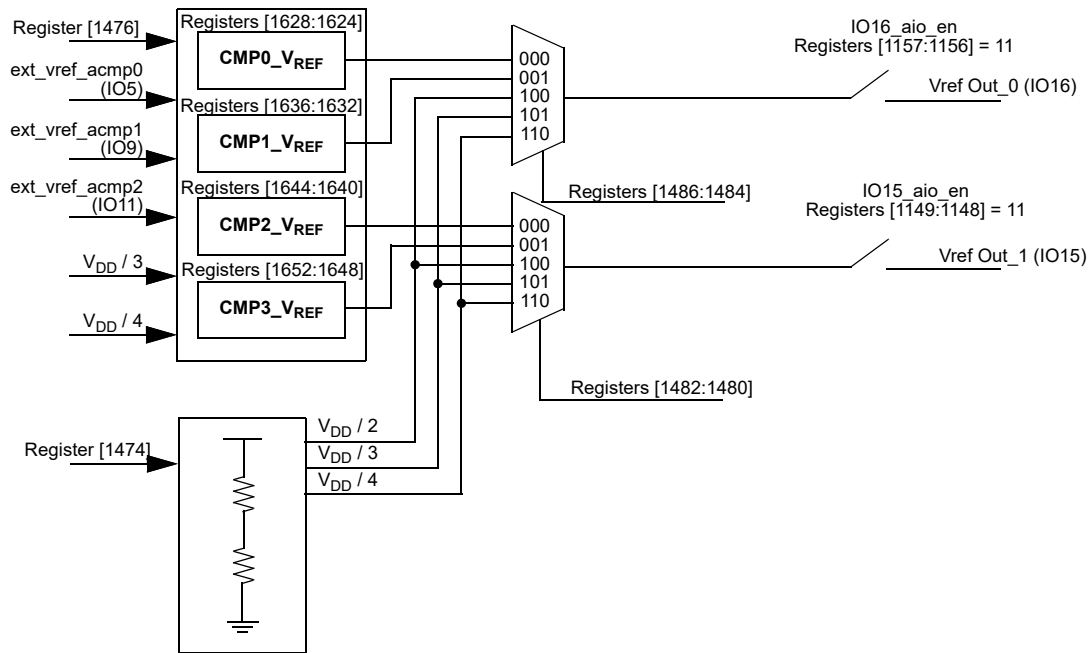 Registers [1628:1624]
Register [1476]
CMP0_VREF
ext_vref_acmp0
(IO5)
Registers [1636:1632]
CMP1_VREF
ext_vref_acmp1
(IO9)
Registers [1644:1640]
CMP2_VREF
ext_vref_acmp2
(IO11)
Registers [1652:1648]
CMP3_VREF
VDD / 3
VDD / 4
000
001
100
101
110
Registers [1486:1484]
IO16_aio_en
Registers [1157:1156] = 11
Vref Out_0 (IO16)
000
001
100
101
110
Registers [1482:1480]
IO15_aio_en
Registers [1149:1148] = 11
Vref Out_1 (IO15)
Register [1474]
VDD / 2
VDD / 3
VDD / 4